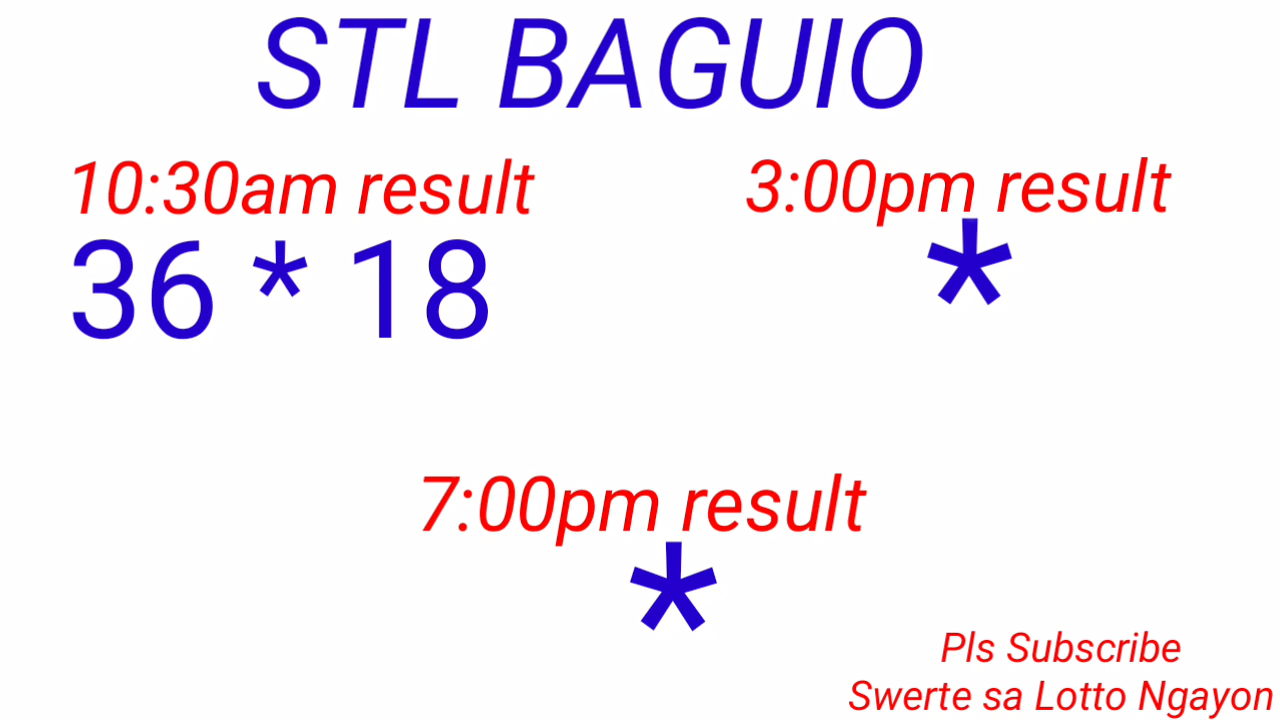 STL BAGUIO
10:30am result
36 * 18
3:00pm result
*
7:00pm result
*
Pls Subscribe
Swerte sa Lotto Ngayon